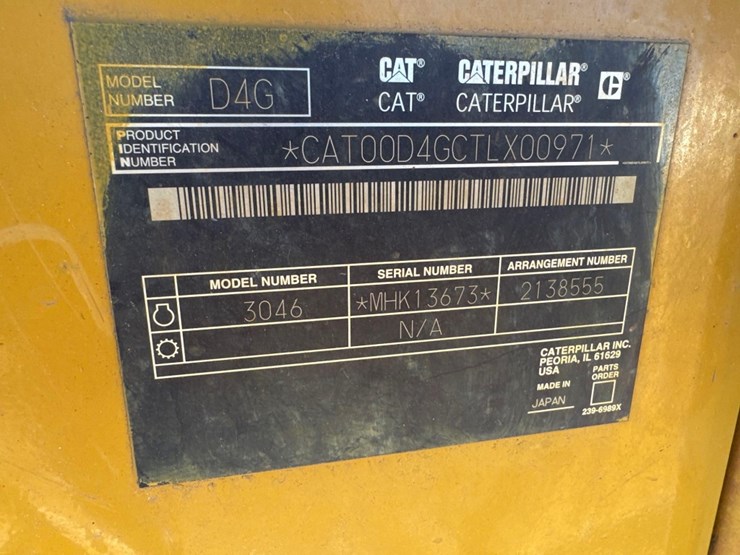 MODEL NUMBER D4G
CAT® CATERPILLAR® C®
CAT® CATERPILLAR®
PRODUCT IDENTIFICATION NUMBER *CAT00D4GCTLX00971*
MODEL NUMBER SERIAL NUMBER ARRANGEMENT NUMBER
3046 *MHK13673* 2138555
N/A
CATERPILLAR INC.
PEORIA, IL 61629
USA
PARTS ORDER
MADE IN
JAPAN
239-6989X